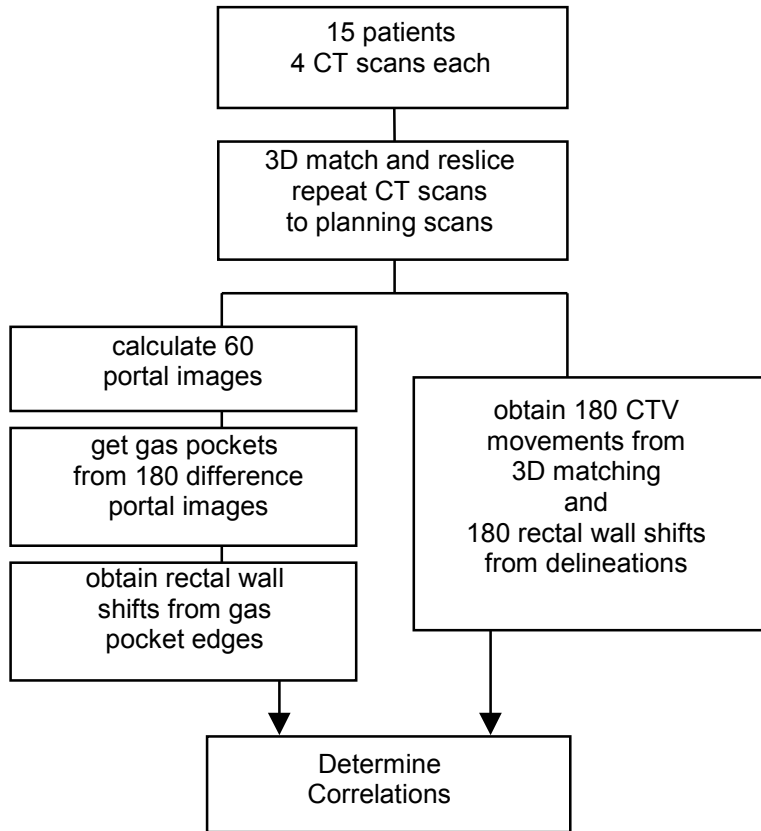 15 patients
4 CT scans each
3D match and reslice
repeat CT scans
to planning scans
calculate 60
portal images
get gas pockets
from 180 difference
portal images
obtain rectal wall
shifts from gas
pocket edges
obtain 180 CTV
movements from
3D matching
and
180 rectal wall shifts
from delineations
Determine
Correlations